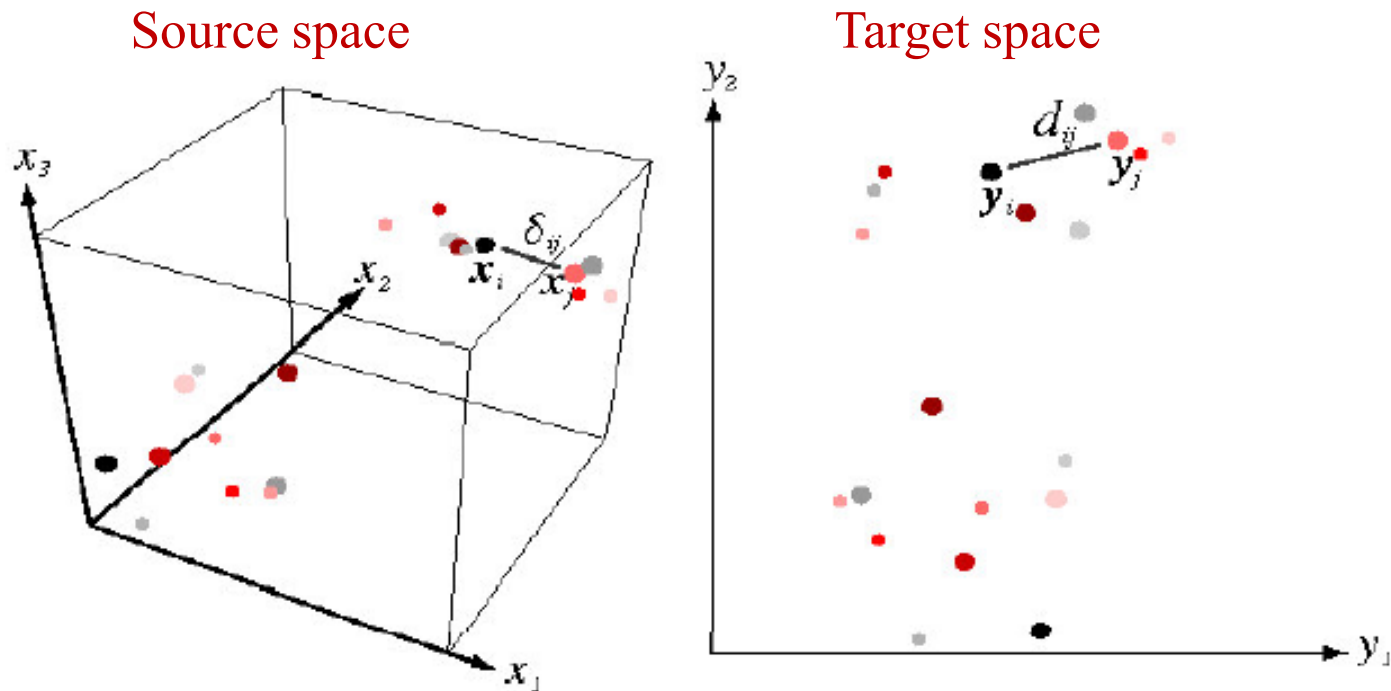 Source space
Target space
x₃
x₂
x₁
δᵢⱼ
xᵢ
xⱼ
y₂
dᵢⱼ
yᵢ
yⱼ
y₁